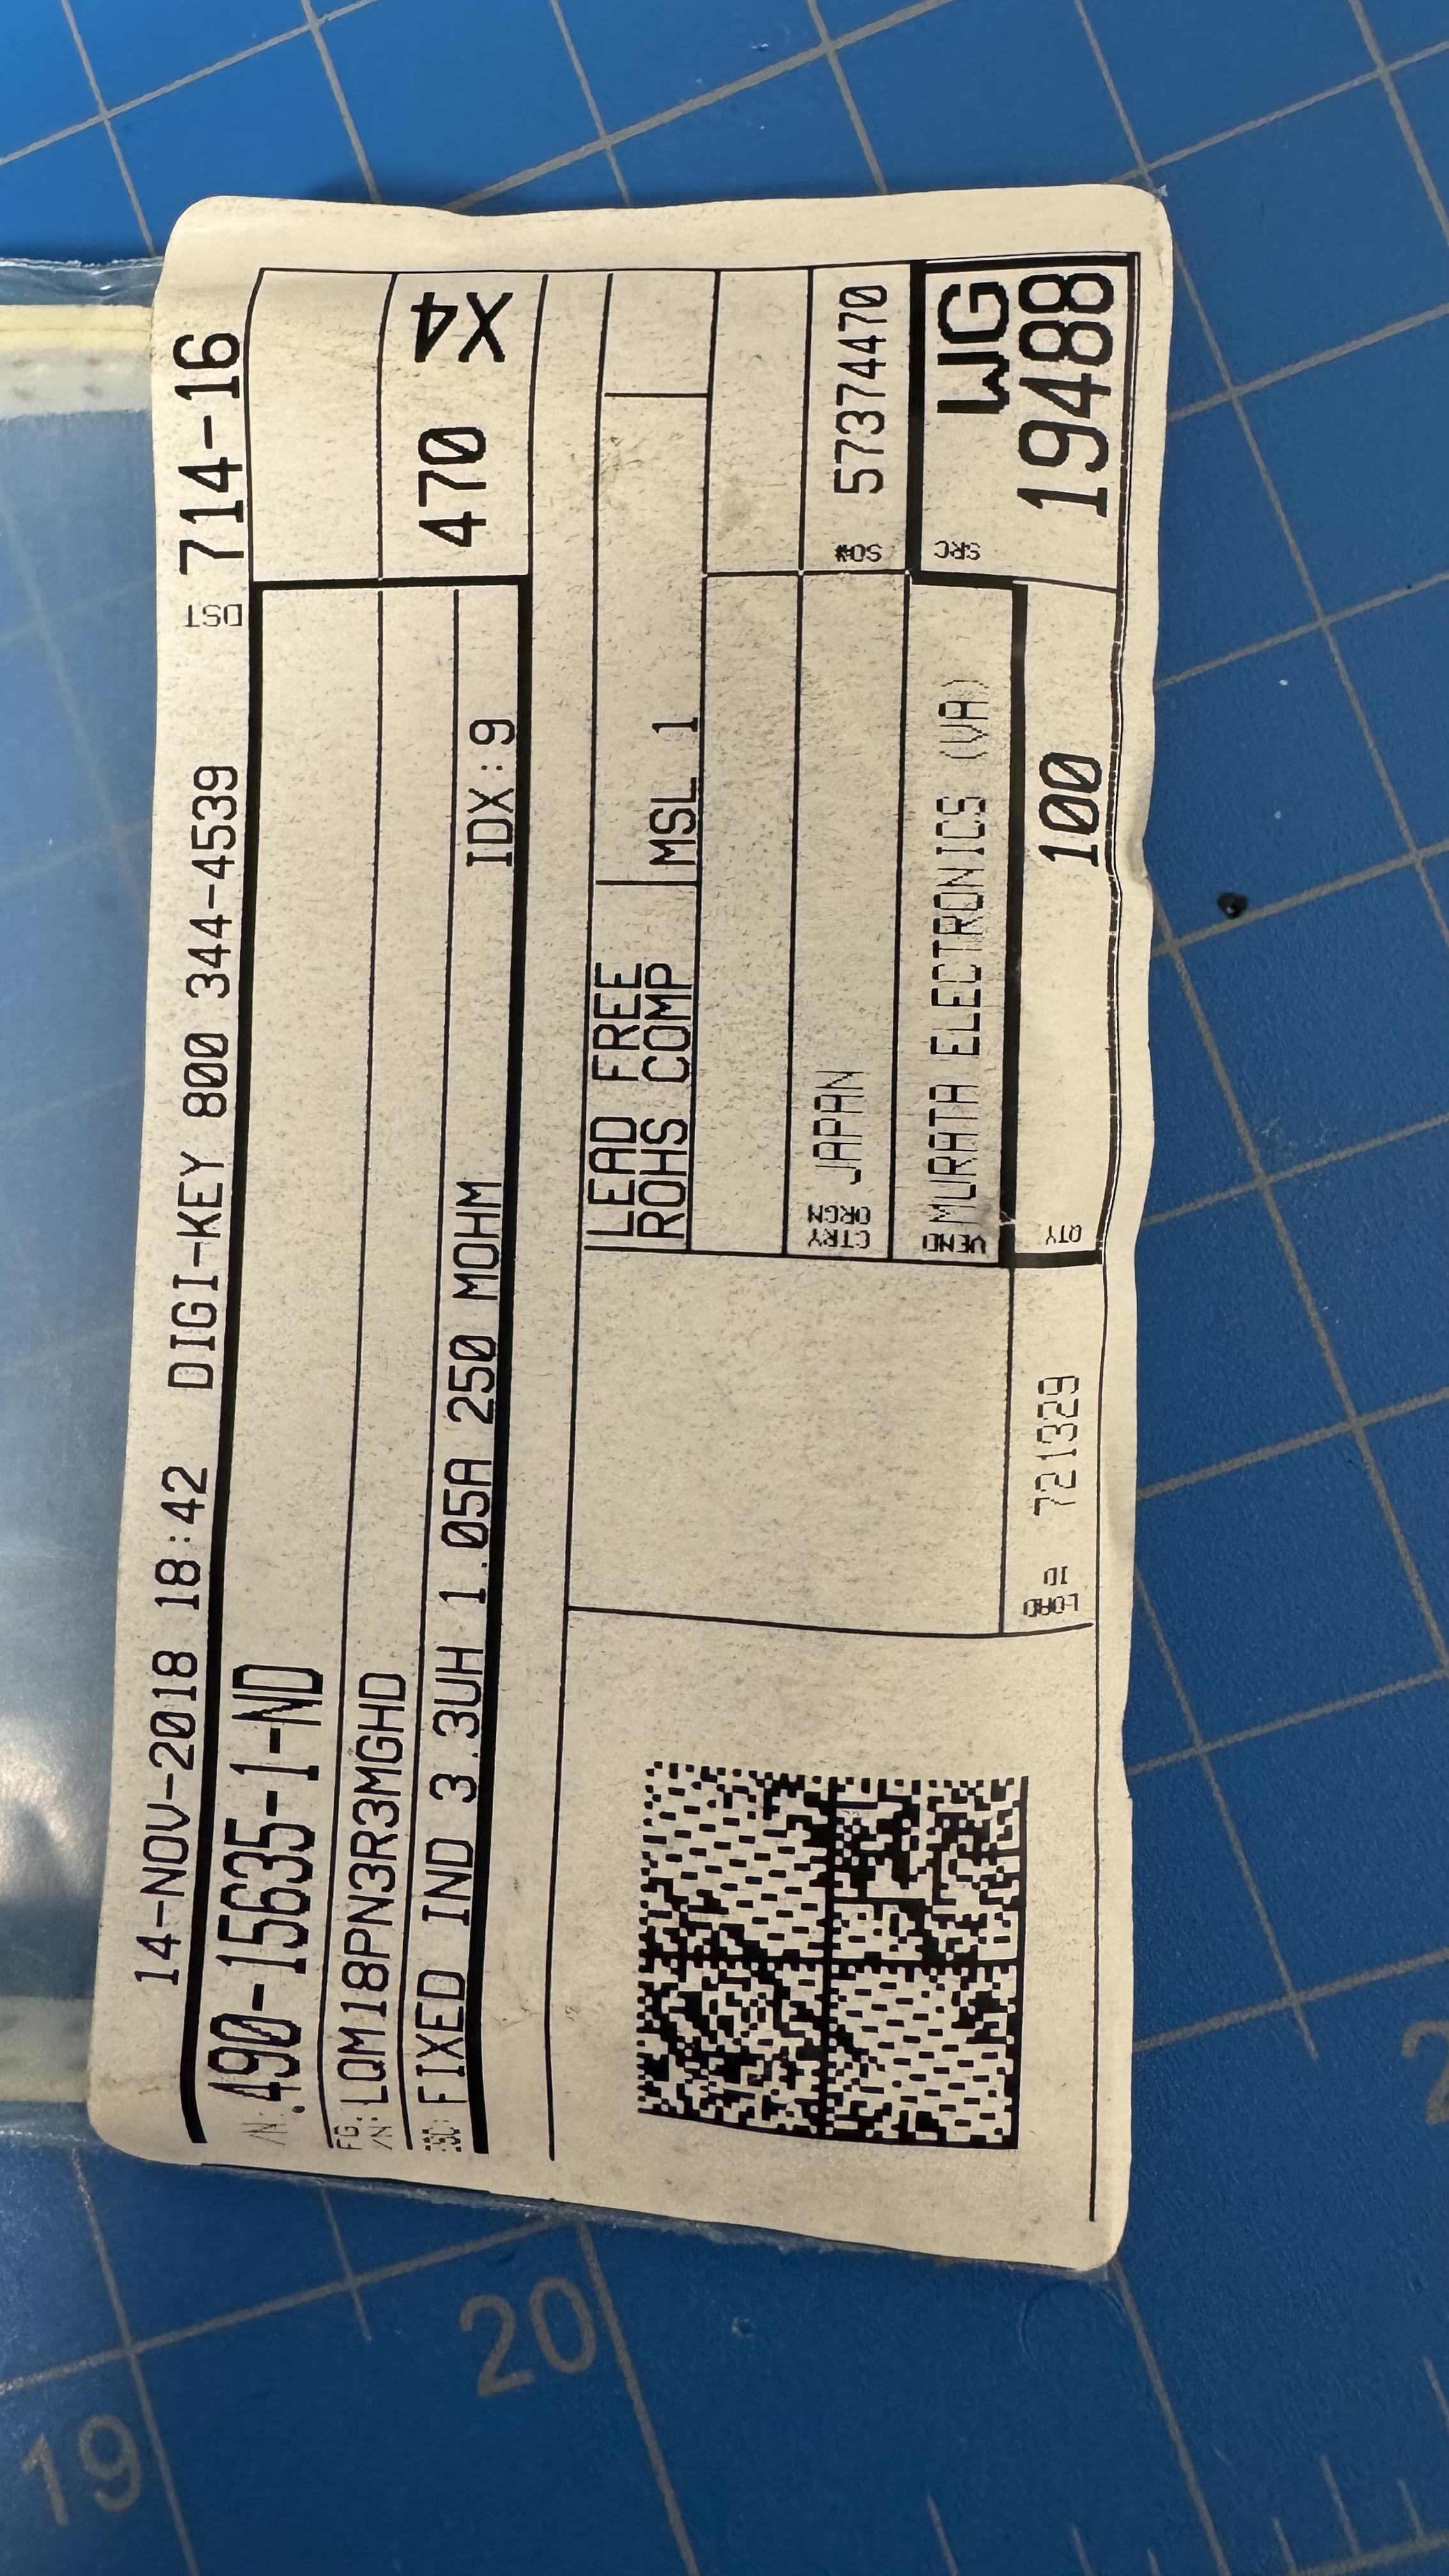 14-NOV-2018 18:42 DIGI-KEY 800 344-4539 DST 714-16
/N: 490-15635-1-ND
FG. /N: LQM18PN3R3MGHD
FIXED IND 3.3UH 1.05A 250 MOHM IDX:9
470 X4
LEAD FREE
ROHS COMP MSL 1
CTRY
ORGN JAPAN
SO# 57374470
VEND MURATA ELECTRONICS (VA)
SRC WG
19488
LOAD
ID 721329
QTY 100
19
20
2